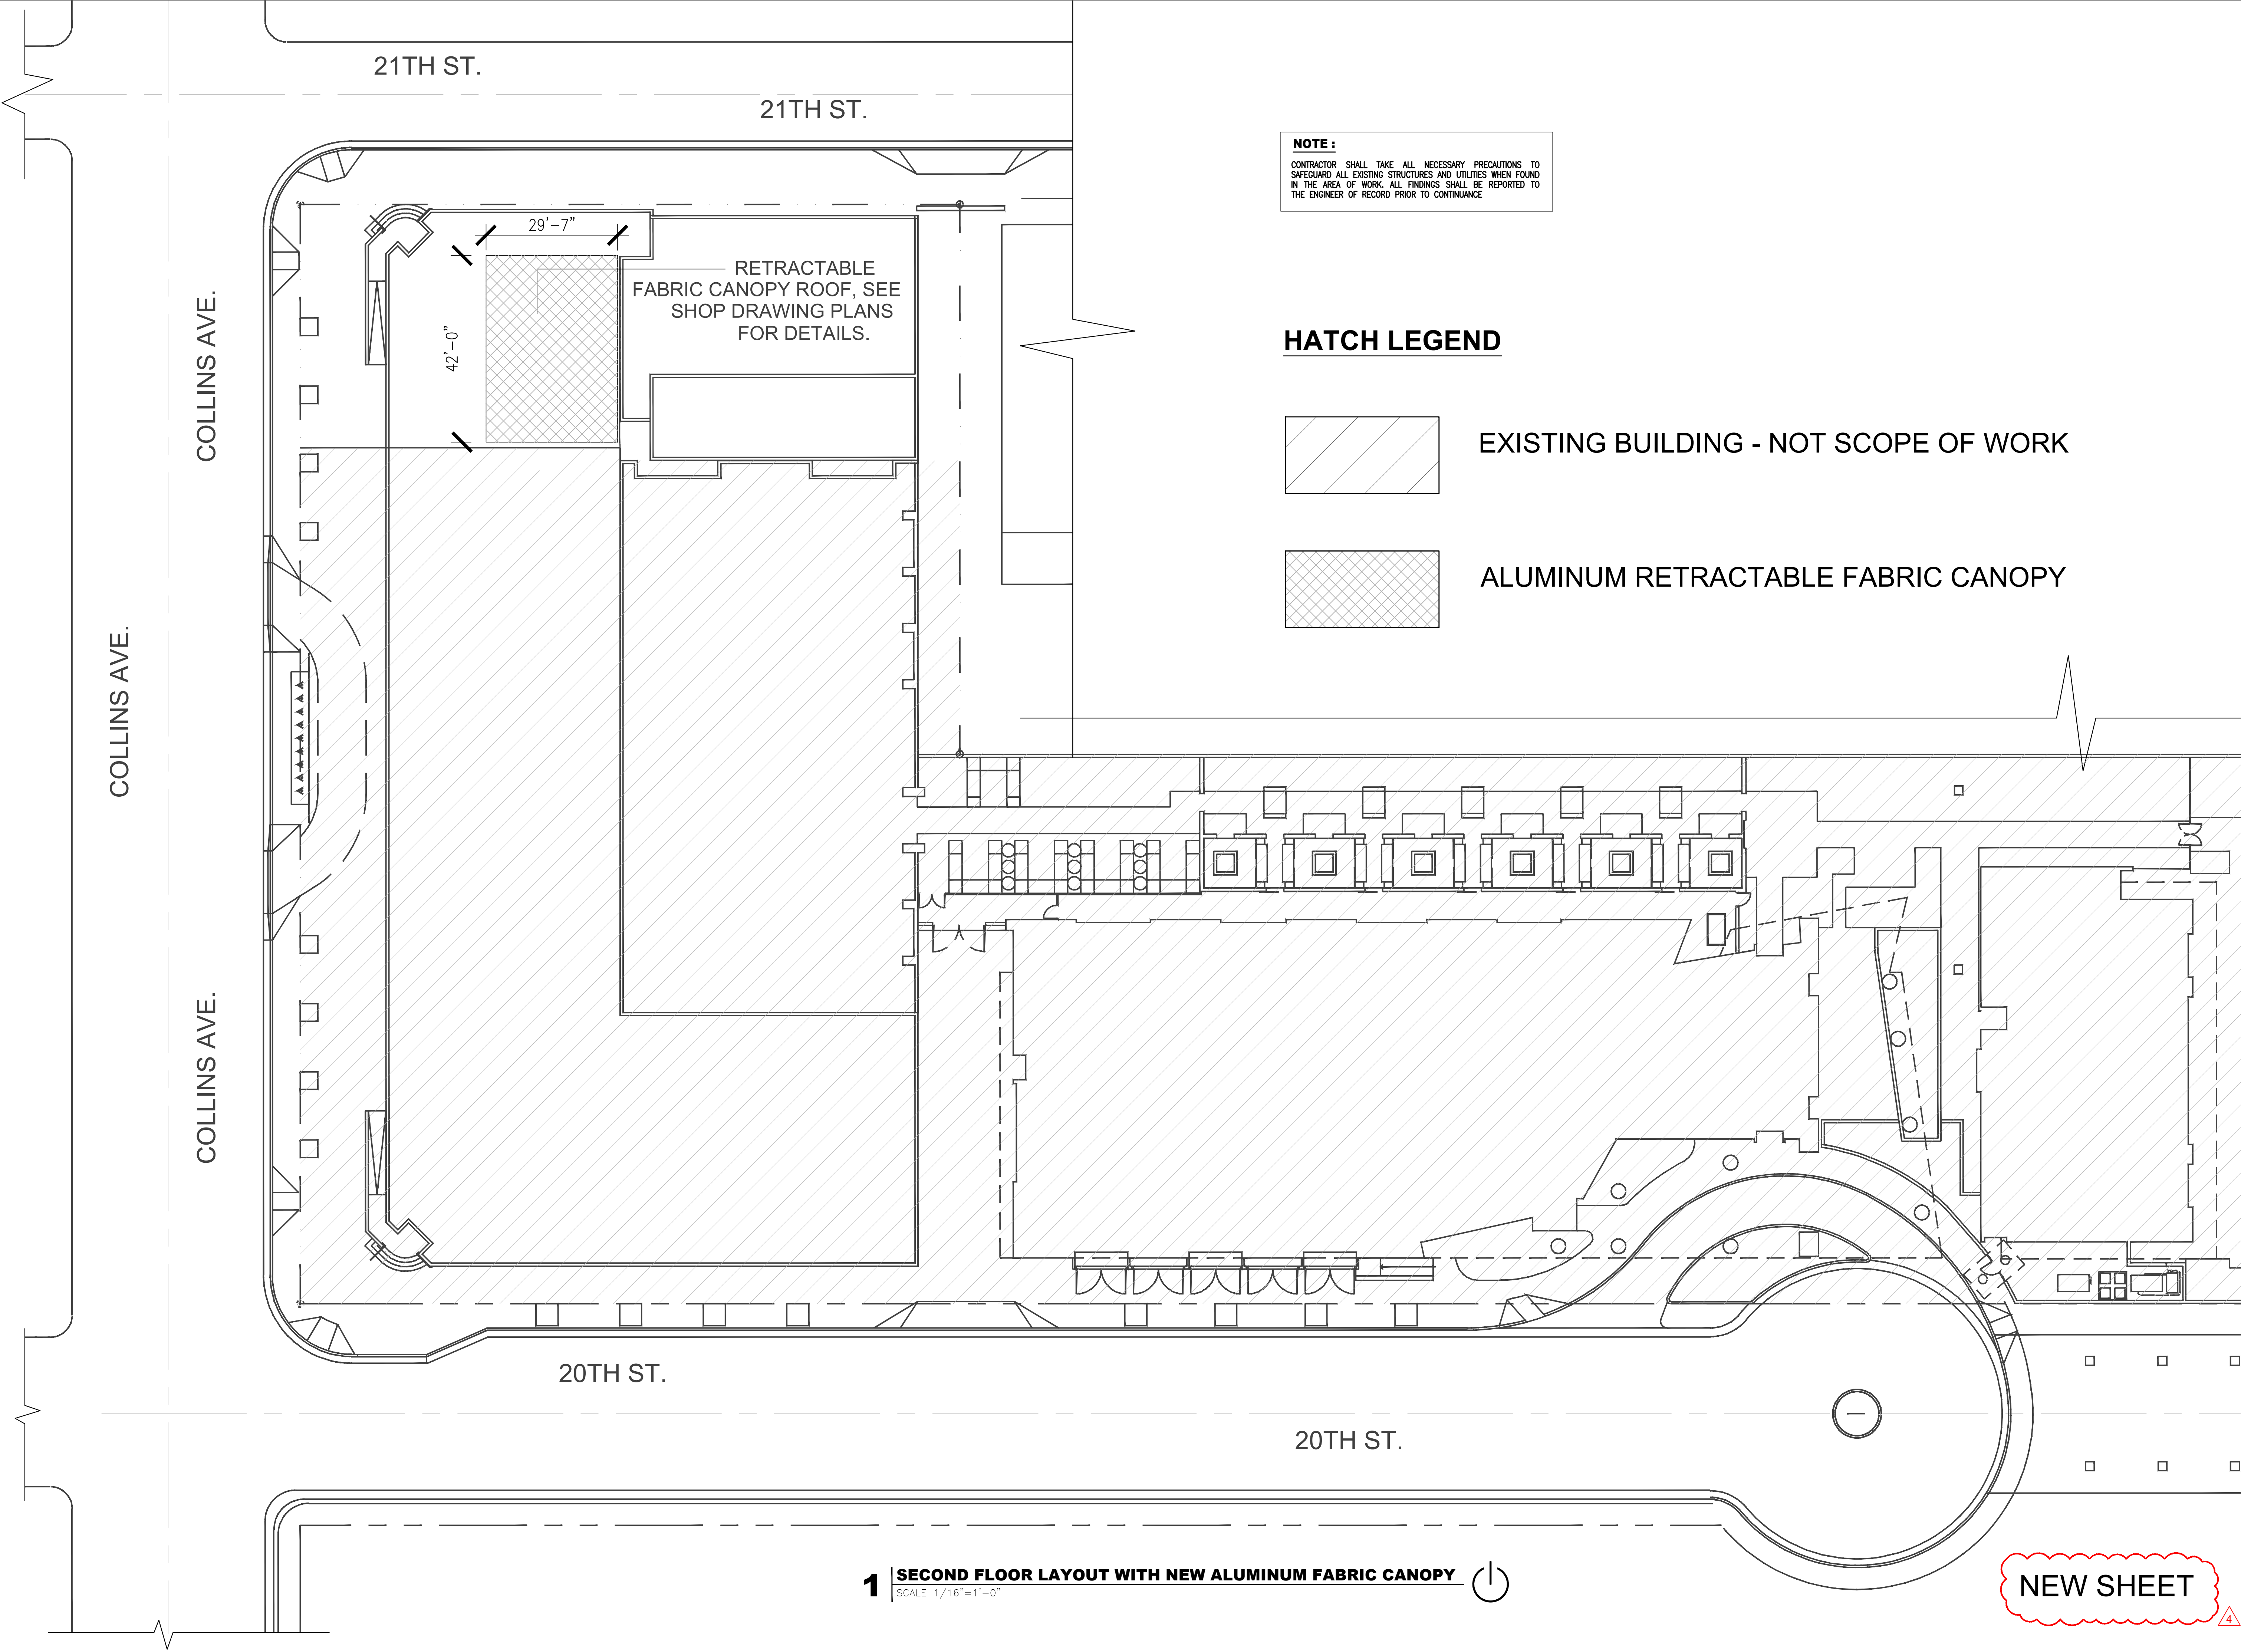 21TH ST.
21TH ST.
NOTE :
CONTRACTOR SHALL TAKE ALL NECESSARY PRECAUTIONS TO
SAFEGUARD ALL EXISTING STRUCTURES AND UTILITIES WHEN FOUND
IN THE AREA OF WORK. ALL FINDINGS SHALL BE REPORTED TO
THE ENGINEER OF RECORD PRIOR TO CONTINUANCE
29'-7"
42'-0"
RETRACTABLE
FABRIC CANOPY ROOF, SEE
SHOP DRAWING PLANS
FOR DETAILS.
COLLINS AVE.
COLLINS AVE.
COLLINS AVE.
HATCH LEGEND
EXISTING BUILDING - NOT SCOPE OF WORK
ALUMINUM RETRACTABLE FABRIC CANOPY
20TH ST.
20TH ST.
1
SECOND FLOOR LAYOUT WITH NEW ALUMINUM FABRIC CANOPY
SCALE 1/16"=1'-0"
NEW SHEET
4